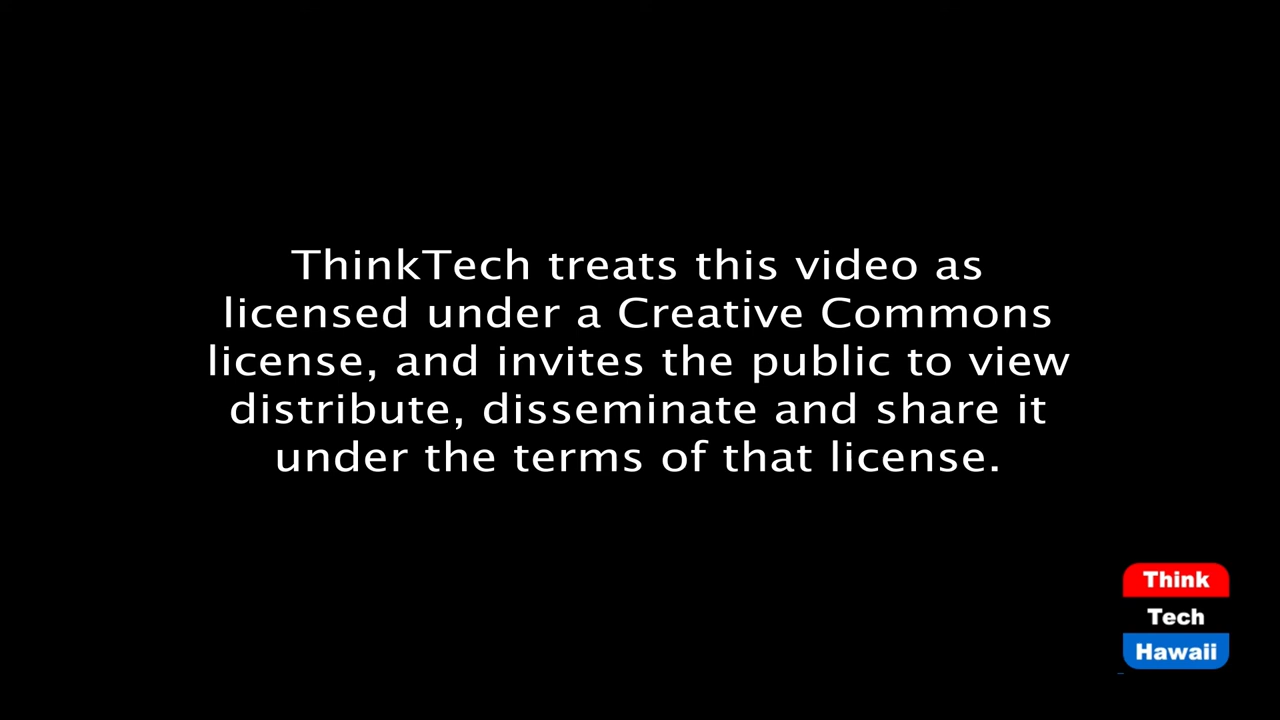 ThinkTech treats this video as
licensed under a Creative Commons
license, and invites the public to view
distribute, disseminate and share it
under the terms of that license.
Think
Tech
Hawaii